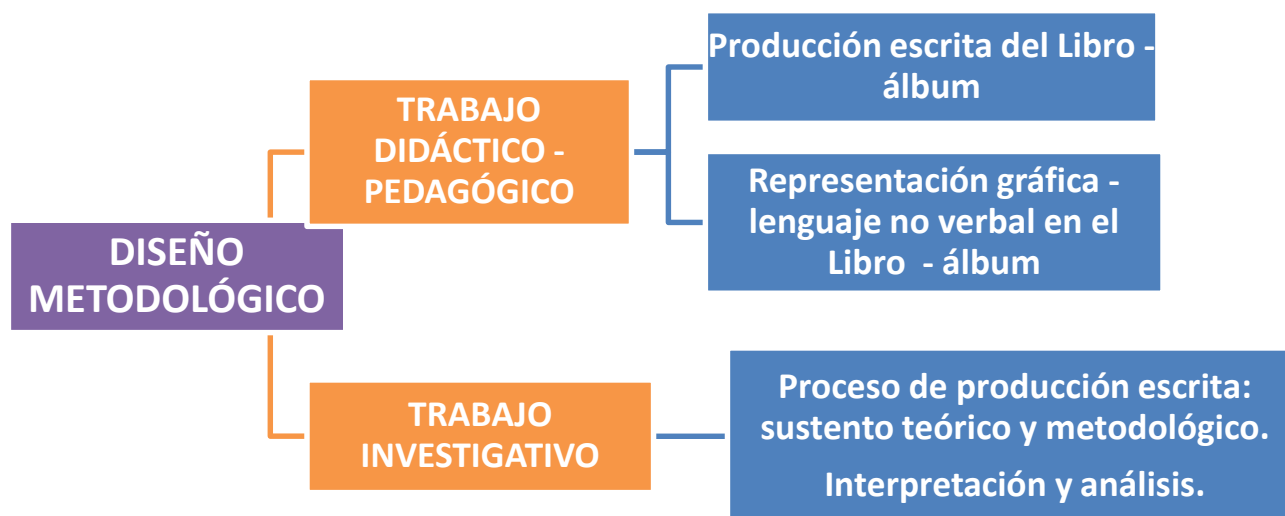 DISEÑO
METODOLÓGICO
TRABAJO
DIDÁCTICO -
PEDAGÓGICO
Producción escrita del Libro -
álbum
Representación gráfica -
lenguaje no verbal en el
Libro - álbum
TRABAJO
INVESTIGATIVO
Proceso de producción escrita:
sustento teórico y metodológico.
Interpretación y análisis.